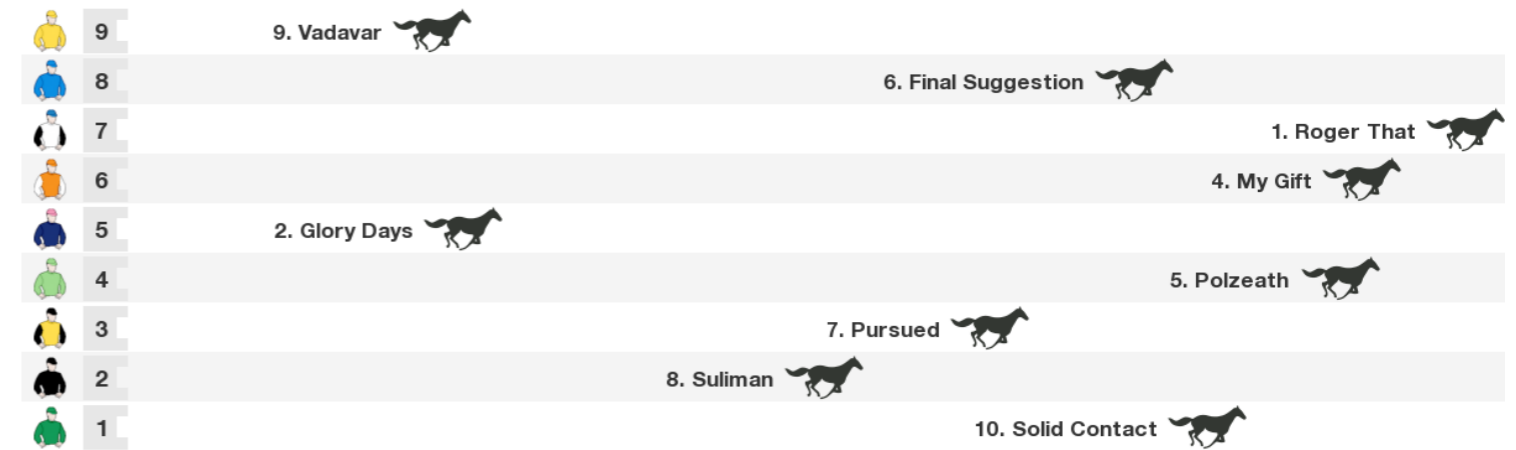 9 9. Vadavar
8 6. Final Suggestion
7 1. Roger That
6 4. My Gift
5 2. Glory Days
4 5. Polzeath
3 7. Pursued
2 8. Suliman
1 10. Solid Contact